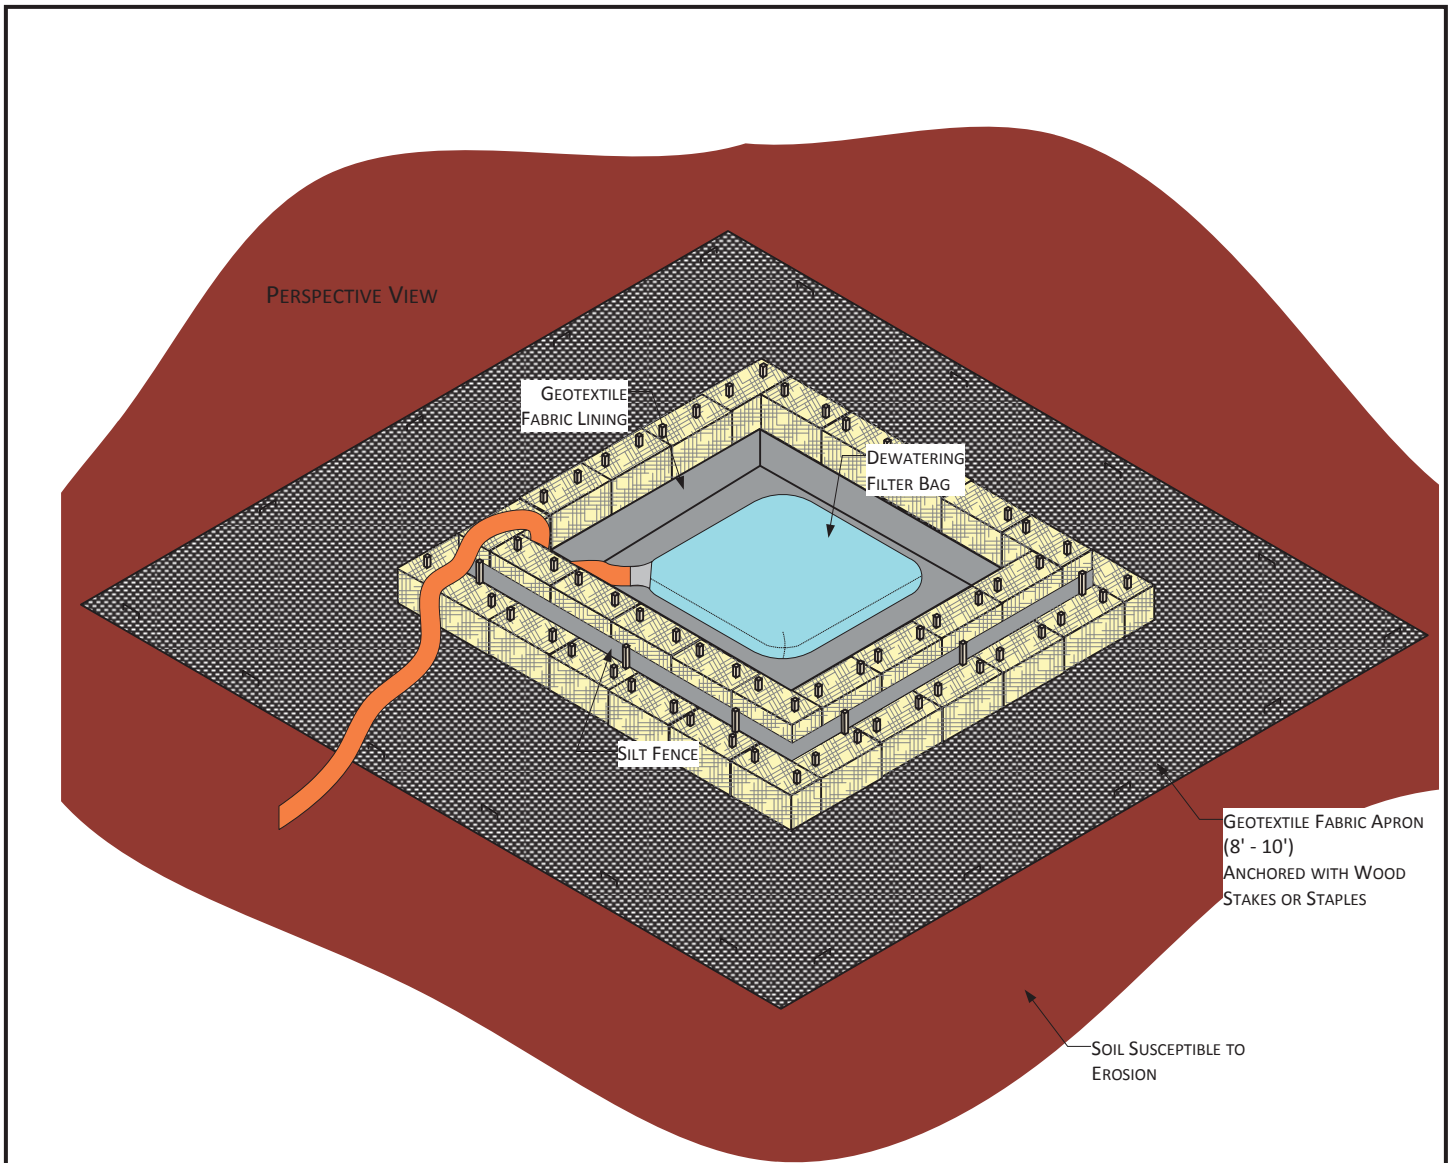 PERSPECTIVE VIEW
GEOTEXTILE
FABRIC LINING
DEWATERING
FILTER BAG
SILT FENCE
GEOTEXTILE FABRIC APRON
(8' - 10')
ANCHORED WITH WOOD
STAKES OR STAPLES
SOIL SUSCEPTIBLE TO
EROSION